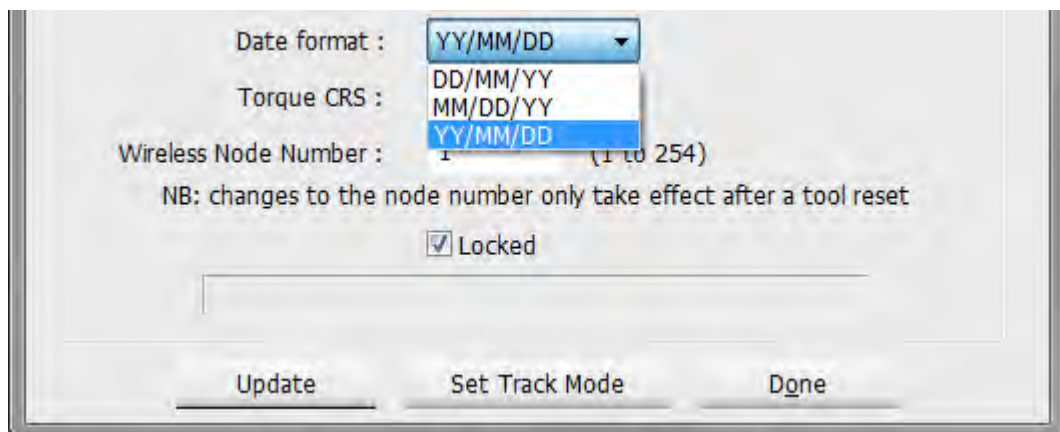 Date format : YY/MM/DD
DD/MM/YY
Torque CRS :
MM/DD/YY
YY/MM/DD
Wireless Node Number : 1 (1 to 254)
NB: changes to the node number only take effect after a tool reset
Locked
Update Set Track Mode Done